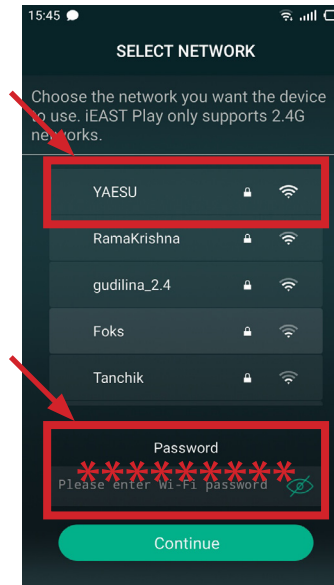 15:45
SELECT NETWORK
Choose the network you want the device
to use. iEAST Play only supports 2.4G
networks.
YAESU
RamaKrishna
gudilina_2.4
Foks
Tanchik
Password
**********
Please enter Wi-Fi password
Continue